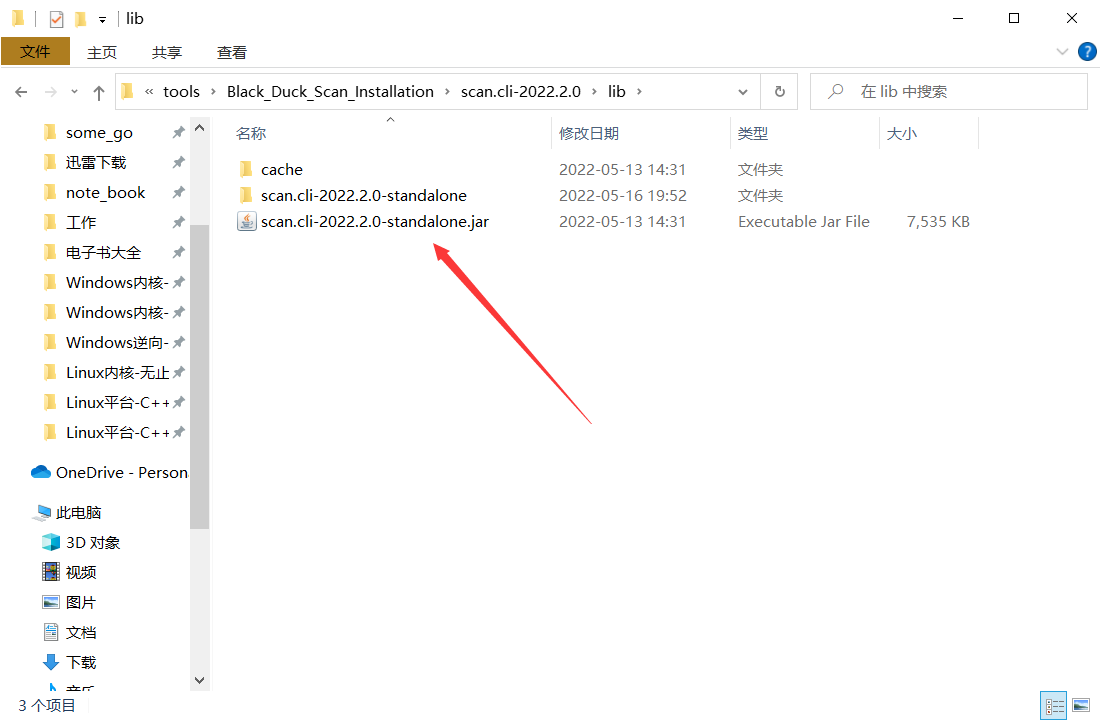 lib
文件 主页 共享 查看
« tools › Black_Duck_Scan_Installation › scan.cli-2022.2.0 › lib › 在 lib 中搜索
some_go
迅雷下载
note_book
工作
电子书大全
Windows内核-
Windows内核-
Windows逆向-
Linux内核-无止
Linux平台-C++
Linux平台-C++
OneDrive - Person
此电脑
3D 对象
视频
图片
文档
下载
音乐
名称 修改日期 类型 大小
cache 2022-05-13 14:31 文件夹
scan.cli-2022.2.0-standalone 2022-05-16 19:52 文件夹
scan.cli-2022.2.0-standalone.jar 2022-05-13 14:31 Executable Jar File 7,535 KB
3 个项目